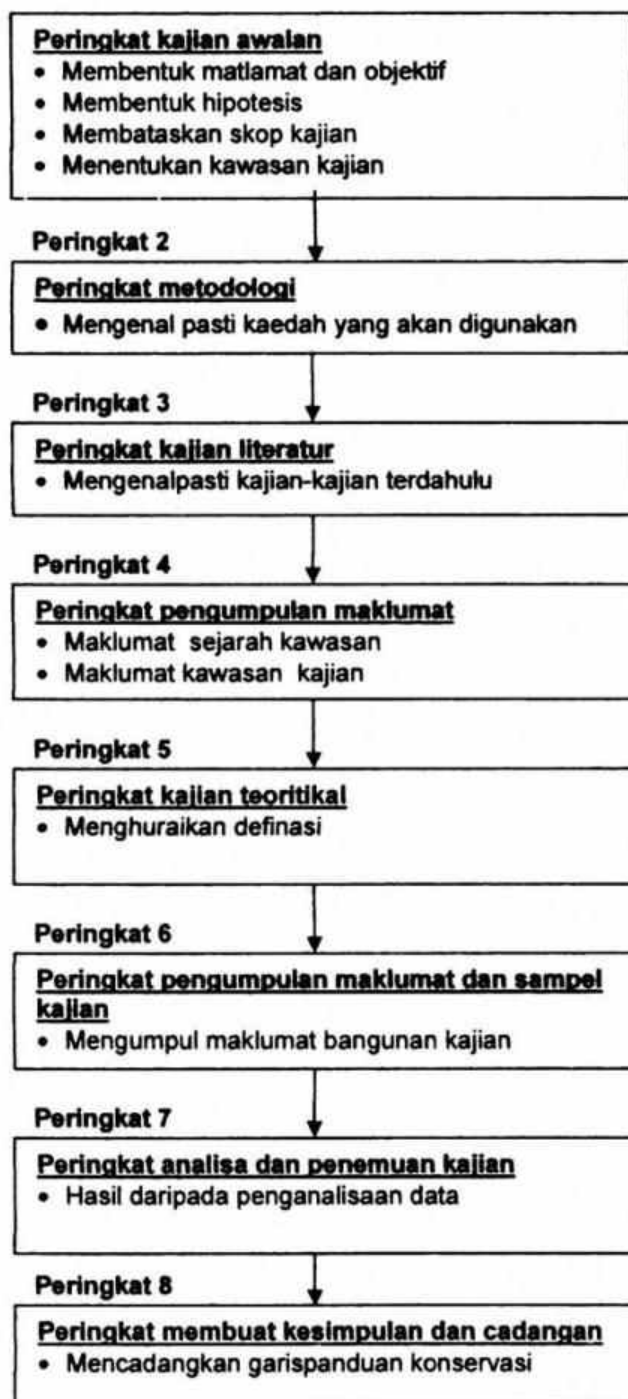 Peringkat kajian awalan
• Membentuk matlamat dan objektif
• Membentuk hipotesis
• Membataskan skop kajian
• Menentukan kawasan kajian
Peringkat 2
Peringkat metodologi
• Mengenal pasti kaedah yang akan digunakan
Peringkat 3
Peringkat kajian literatur
• Mengenalpasti kajian-kajian terdahulu
Peringkat 4
Peringkat pengumpulan maklumat
• Maklumat sejarah kawasan
• Maklumat kawasan kajian
Peringkat 5
Peringkat kajian teoritikal
• Menghuraikan definasi
Peringkat 6
Peringkat pengumpulan maklumat dan sampel
kajian
• Mengumpul maklumat bangunan kajian
Peringkat 7
Peringkat analisa dan penemuan kajian
• Hasil daripada penganalisaan data
Peringkat 8
Peringkat membuat kesimpulan dan cadangan
• Mencadangkan garispanduan konservasi